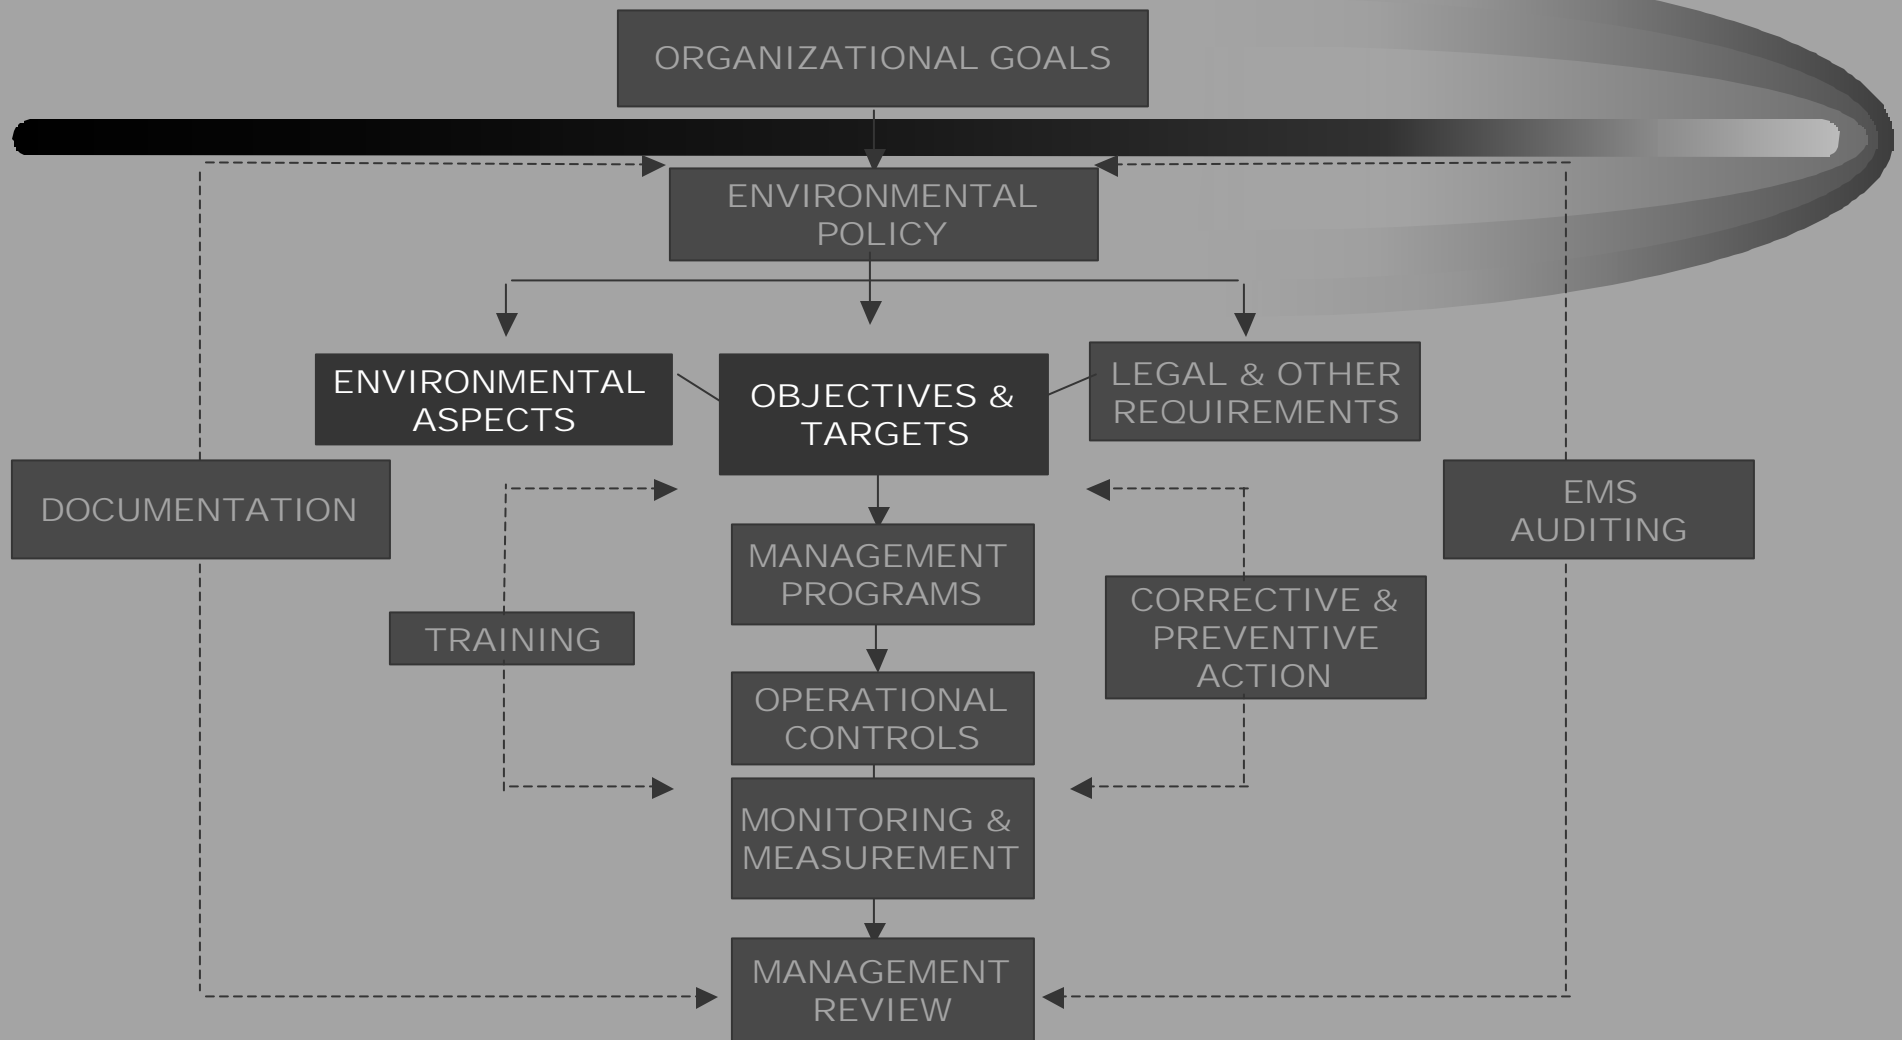 ORGANIZATIONAL GOALS
ENVIRONMENTAL
POLICY
ENVIRONMENTAL
ASPECTS
OBJECTIVES &
TARGETS
LEGAL & OTHER
REQUIREMENTS
DOCUMENTATION
EMS
AUDITING
MANAGEMENT
PROGRAMS
TRAINING
CORRECTIVE &
PREVENTIVE
ACTION
OPERATIONAL
CONTROLS
MONITORING &
MEASUREMENT
MANAGEMENT
REVIEW